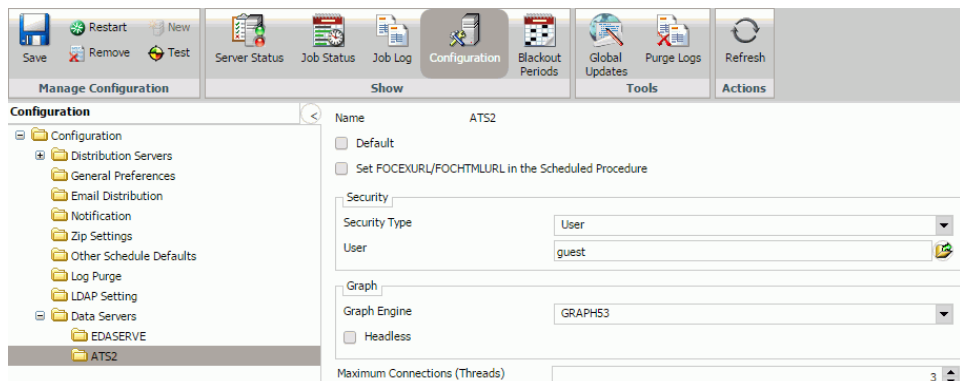 Restart New
Save Remove Test Server Status Job Status Job Log Configuration Blackout Periods Global Updates Purge Logs Refresh
Manage Configuration Show Tools Actions
Configuration <
Name ATS2
Configuration
Default
Distribution Servers
General Preferences
Set FOCEXURL/FOCHTMLURL in the Scheduled Procedure
Email Distribution
Security
Notification
Security Type User
Zip Settings
User guest
Other Schedule Defaults
Log Purge
Graph
LDAP Setting
Graph Engine GRAPH53
Data Servers
Headless
EDASERVE
ATS2
Maximum Connections (Threads) 3